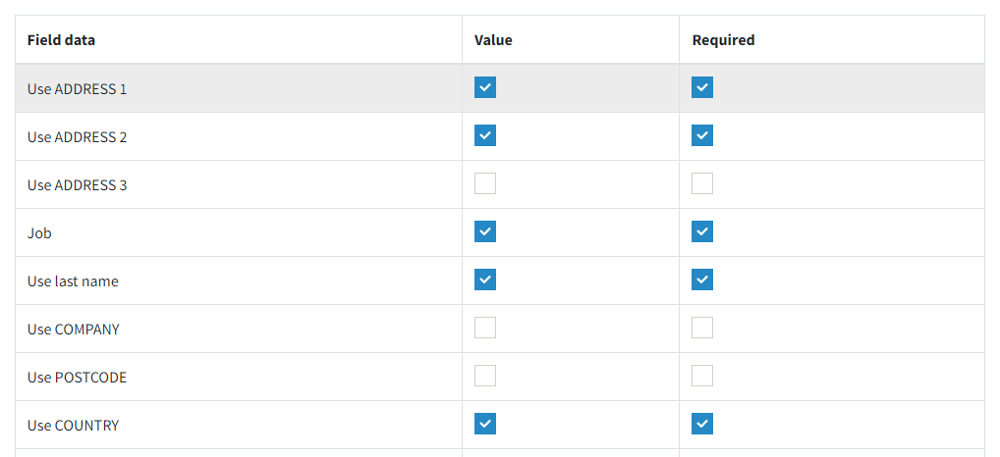 Field data Value Required
Use ADDRESS 1
Use ADDRESS 2
Use ADDRESS 3
Job
Use last name
Use COMPANY
Use POSTCODE
Use COUNTRY